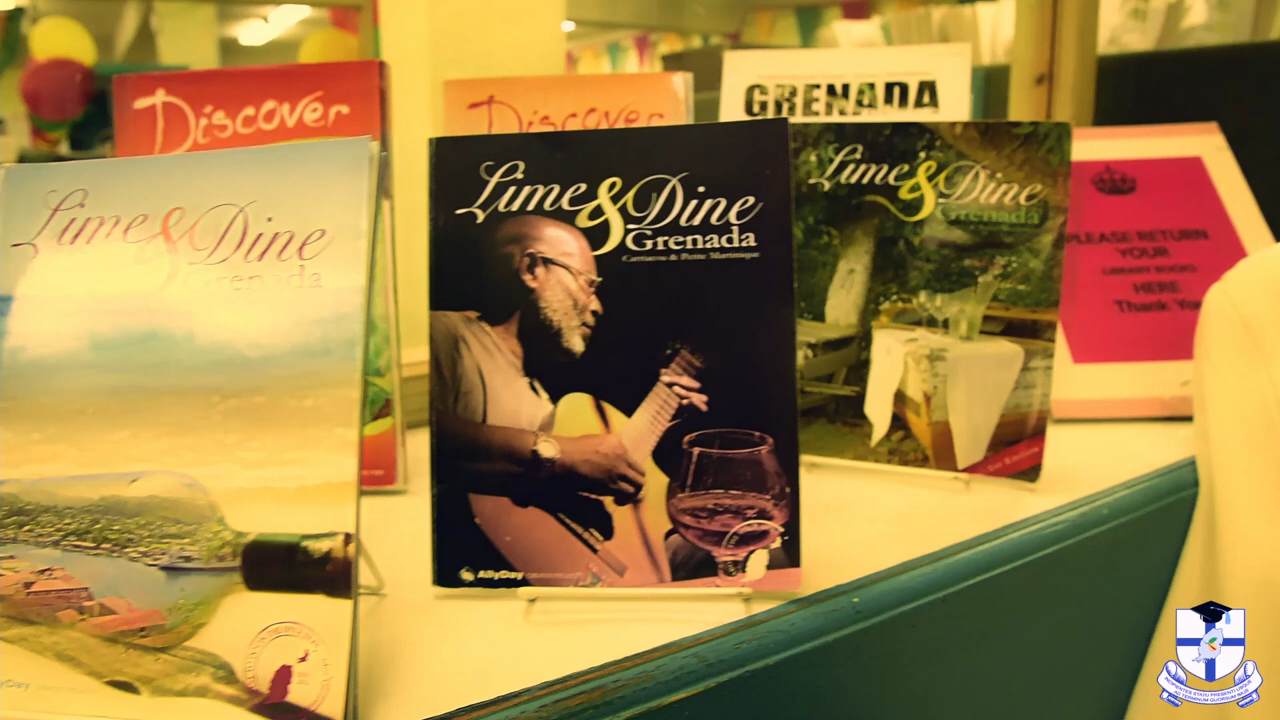 Discover
Discover
GRENADA
Lime & Dine
Grenada
Lime & Dine
Grenada
Carriacou & Petite Martinique
AllyDay
Lime & Dine
Grenada
PLEASE RETURN
YOUR
LIBRARY BOOKS
HERE
Thank You